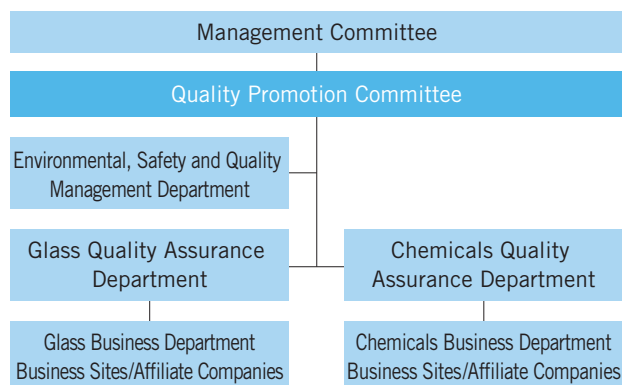 Management Committee
Quality Promotion Committee
Environmental, Safety and Quality
Management Department
Glass Quality Assurance
Department
Chemicals Quality
Assurance Department
Glass Business Department
Business Sites/Affiliate Companies
Chemicals Business Department
Business Sites/Affiliate Companies